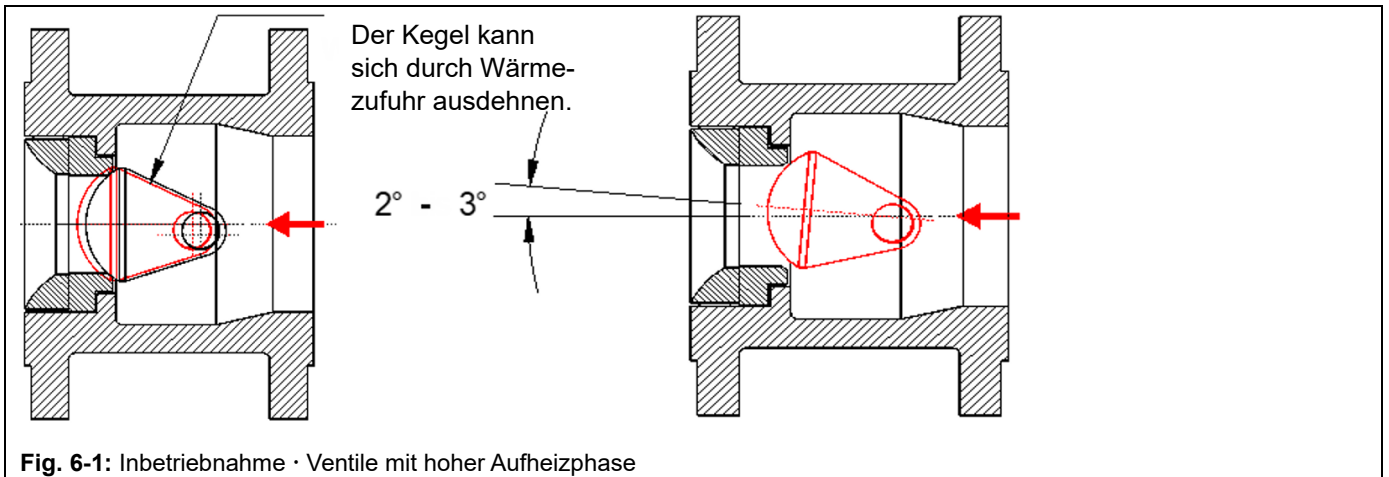 Der Kegel kann
sich durch Wärme-
zufuhr ausdehnen.
2° - 3°
Fig. 6-1: Inbetriebnahme · Ventile mit hoher Aufheizphase